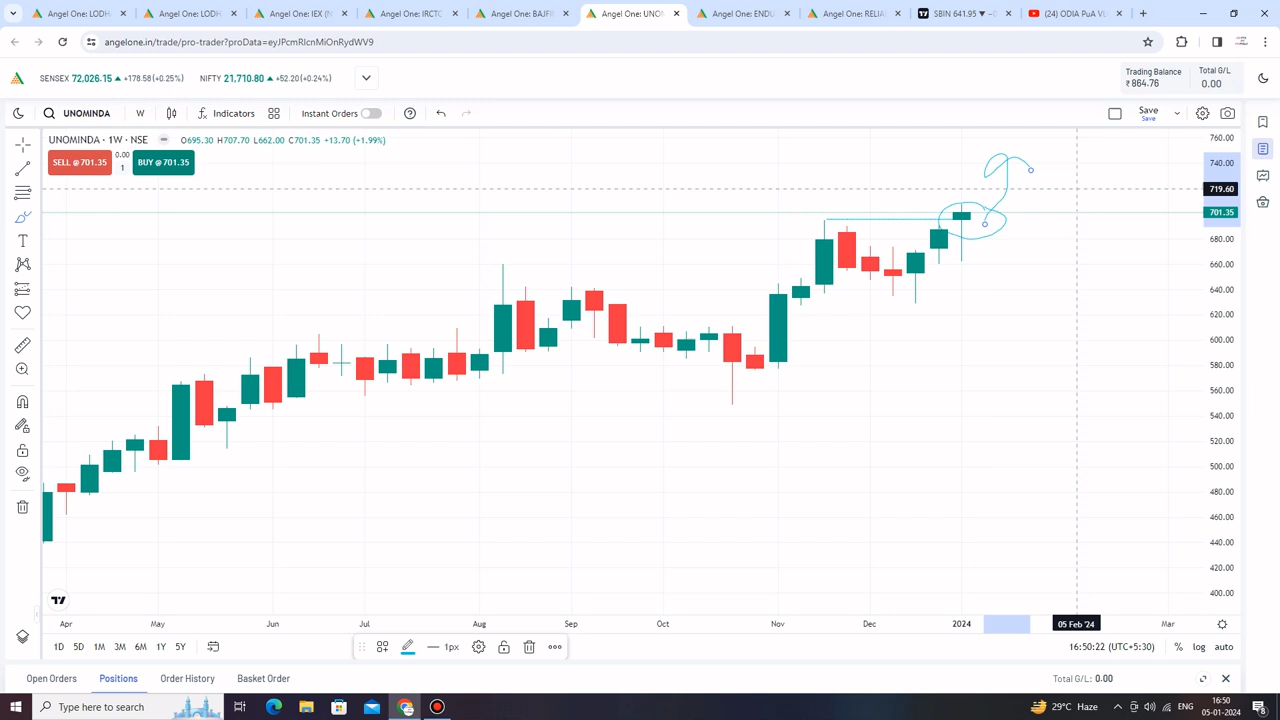 Angel One: LODH
Angel One: LODH
Angel One: IEX (IN
Angel One: IRCTC
Angel One: BAJFI
Angel One: UNON
Angel One: ENDU
Angel One: RELIA
SBIN 641.95 ▼ −0
(24) ODIA PuA VE
angelone.in/trade/pro-trader?proData=eyJPcmRlcnMiOnRydWV9
SENSEX 72,026.15 ▲ +178.58 (+0.25%) NIFTY 21,710.80 ▲ +52.20 (+0.24%)
Trading Balance
₹ 864.76
Total G/L
0.00
UNOMINDA W Indicators Instant Orders
Save
Save
UNOMINDA · 1W · NSE O695.30 H707.70 L662.00 C701.35 +13.70 (+1.99%)
SELL @ 701.35
0.00
1
BUY @ 701.35
760.00
740.00
719.60
701.35
680.00
660.00
640.00
620.00
600.00
580.00
560.00
540.00
520.00
500.00
480.00
460.00
440.00
420.00
400.00
Apr May Jun Jul Aug Sep Oct Nov Dec 2024 05 Feb '24 Mar
1D 5D 1M 3M 6M 1Y 5Y
1px
16:50:22 (UTC+5:30) % log auto
Open Orders Positions Order History Basket Order Total G/L: 0.00
Type here to search
29°C Haze
ENG
16:50
05-01-2024
8